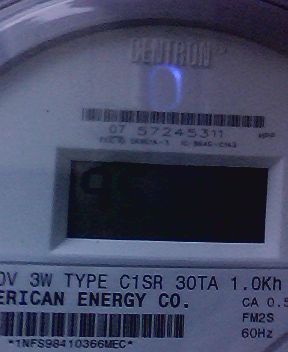 CENTRON
07 57245311
0V 3W TYPE C1SR 30TA 1.0Kh
ERICAN ENERGY CO.
CA 0.5
FM2S
*1NFS98410366MEC*
60Hz